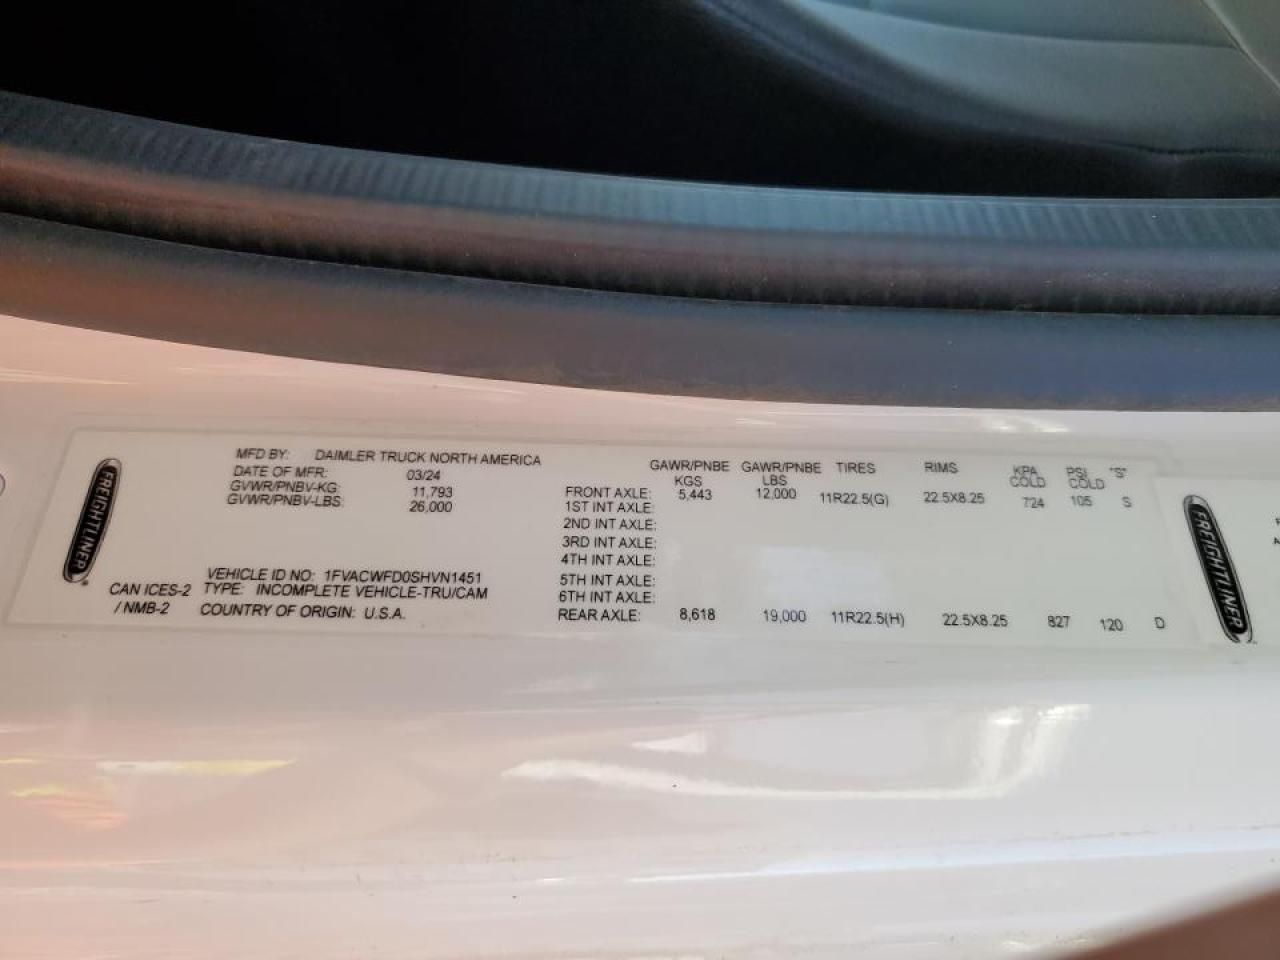 FREIGHTLINER
MFD BY: DAIMLER TRUCK NORTH AMERICA
DATE OF MFR: 03/24
GVWR/PNBV-KG: 11,793
GVWR/PNBV-LBS: 26,000
VEHICLE ID NO: 1FVACWFD0SHVN1451
CAN ICES-2 TYPE: INCOMPLETE VEHICLE-TRU/CAM
/ NMB-2 COUNTRY OF ORIGIN: U.S.A.
GAWR/PNBE GAWR/PNBE TIRES RIMS KPA PSI "S"
KGS LBS COLD COLD
FRONT AXLE: 5,443 12,000 11R22.5(G) 22.5X8.25 724 105 S
1ST INT AXLE:
2ND INT AXLE:
3RD INT AXLE:
4TH INT AXLE:
5TH INT AXLE:
6TH INT AXLE:
REAR AXLE: 8,618 19,000 11R22.5(H) 22.5X8.25 827 120 D
FREIGHTLINER